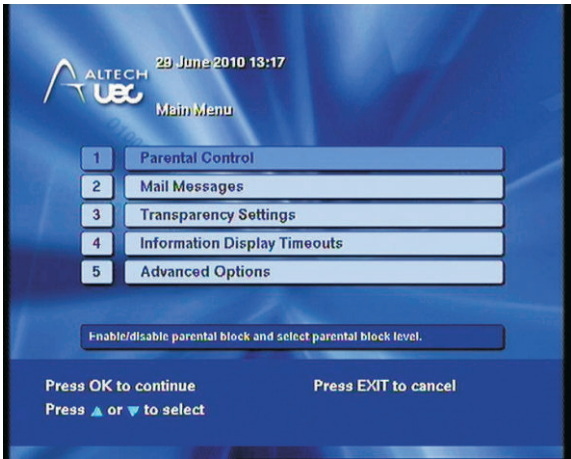 29 June 2010 13:17
ALTECH
UEC
Main Menu
1 Parental Control
2 Mail Messages
3 Transparency Settings
4 Information Display Timeouts
5 Advanced Options
Enable/disable parental block and select parental block level.
Press OK to continue Press EXIT to cancel
Press ▲ or ▼ to select